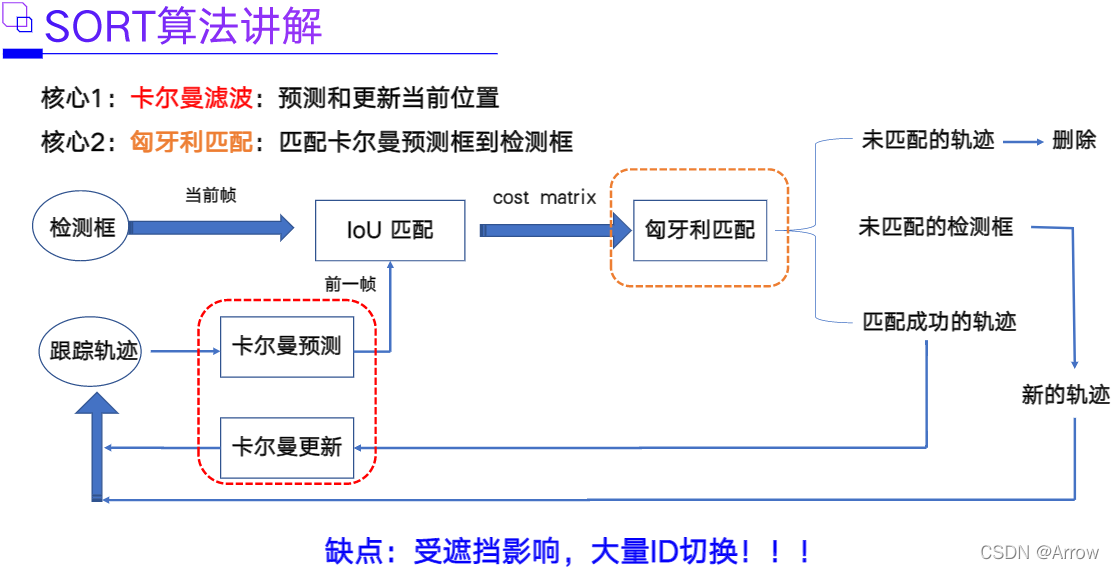 SORT算法讲解
核心1：卡尔曼滤波：预测和更新当前位置
核心2：匈牙利匹配：匹配卡尔曼预测框到检测框
未匹配的轨迹
删除
当前帧
cost matrix
检测框
IoU 匹配
匈牙利匹配
未匹配的检测框
前一帧
匹配成功的轨迹
跟踪轨迹
卡尔曼预测
新的轨迹
卡尔曼更新
缺点：受遮挡影响，大量ID切换！！！
CSDN @Arrow